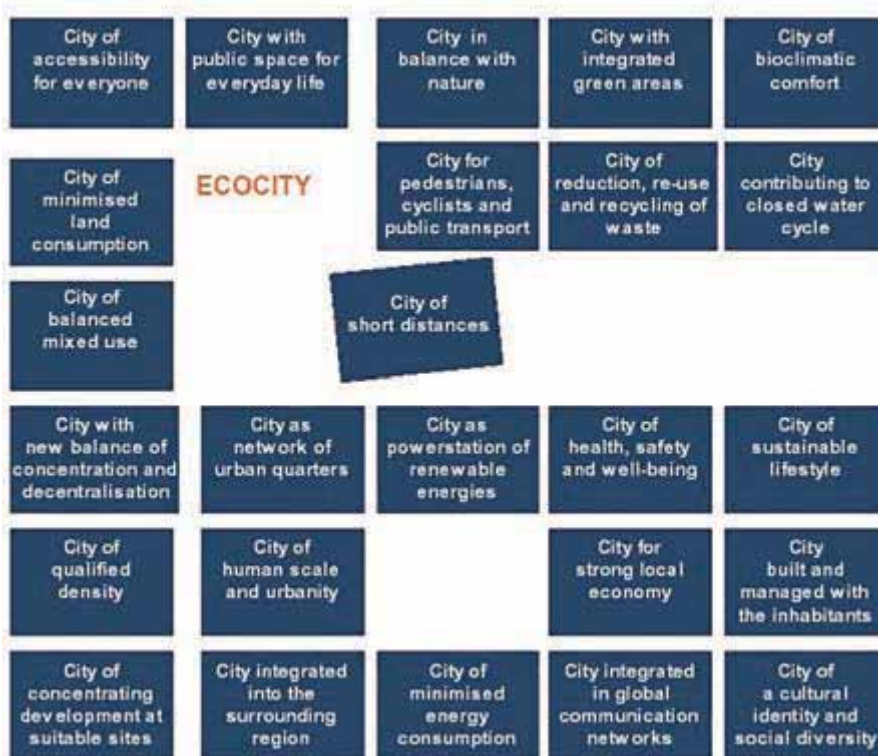 City of
accessibility
for everyone
City with
public space for
everyday life
City in
balance with
nature
City with
integrated
green areas
City of
bioclimatic
comfort
City of
minimised
land
consumption
ECOCITY
City for
pedestrians,
cyclists and
public transport
City of
reduction, re-use
and recycling of
waste
City
contributing to
closed water
cycle
City of
balanced
mixed use
City of
short distances
City with
new balance of
concentration and
decentralisation
City as
network of
urban quarters
City as
powerstation of
renewable
energies
City of
health, safety
and well-being
City of
sustainable
lifestyle
City of
qualified
density
City of
human scale
and urbanity
City for
strong local
economy
City
built and
managed with
the inhabitants
City of
concentrating
development at
suitable sites
City integrated
into the
surrounding
region
City of
minimised
energy
consumption
City integrated
in global
communication
networks
City of
a cultural
identity and
social diversity